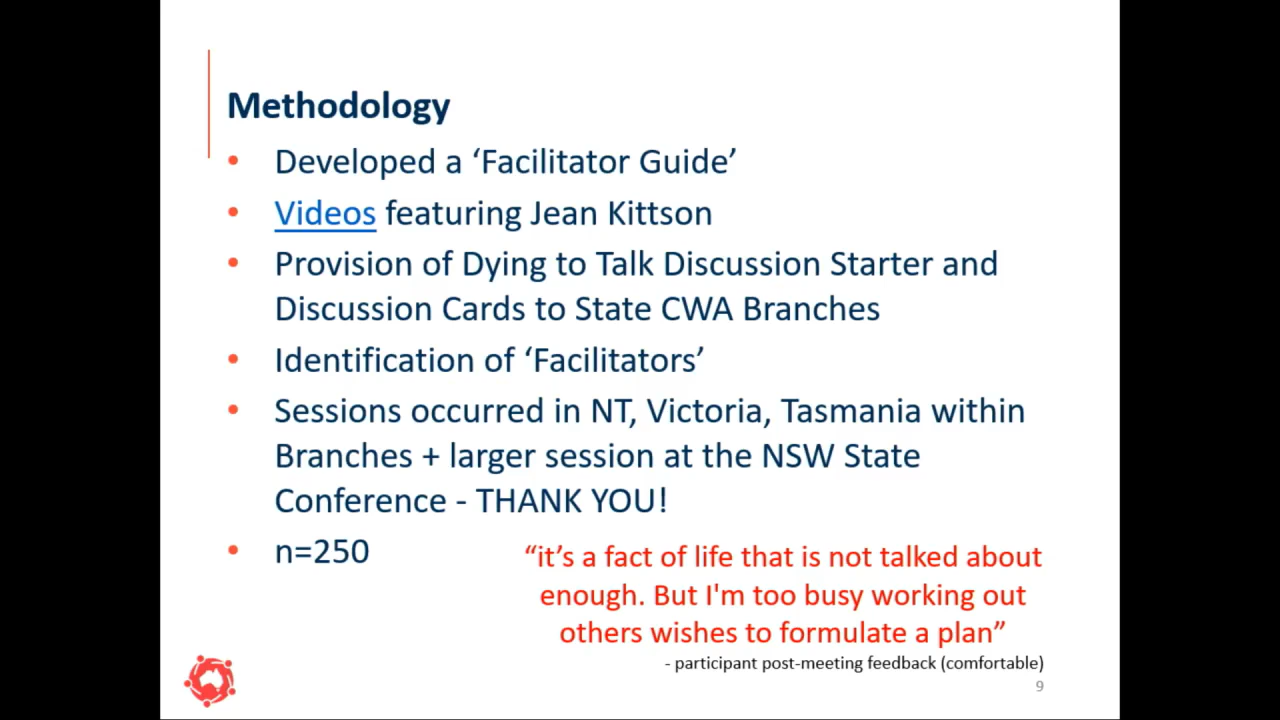 Methodology
• Developed a ‘Facilitator Guide’
• Videos featuring Jean Kittson
• Provision of Dying to Talk Discussion Starter and
Discussion Cards to State CWA Branches
• Identification of ‘Facilitators’
• Sessions occurred in NT, Victoria, Tasmania within
Branches + larger session at the NSW State
Conference - THANK YOU!
• n=250
“it’s a fact of life that is not talked about
enough. But I'm too busy working out
others wishes to formulate a plan”
- participant post-meeting feedback (comfortable)
9